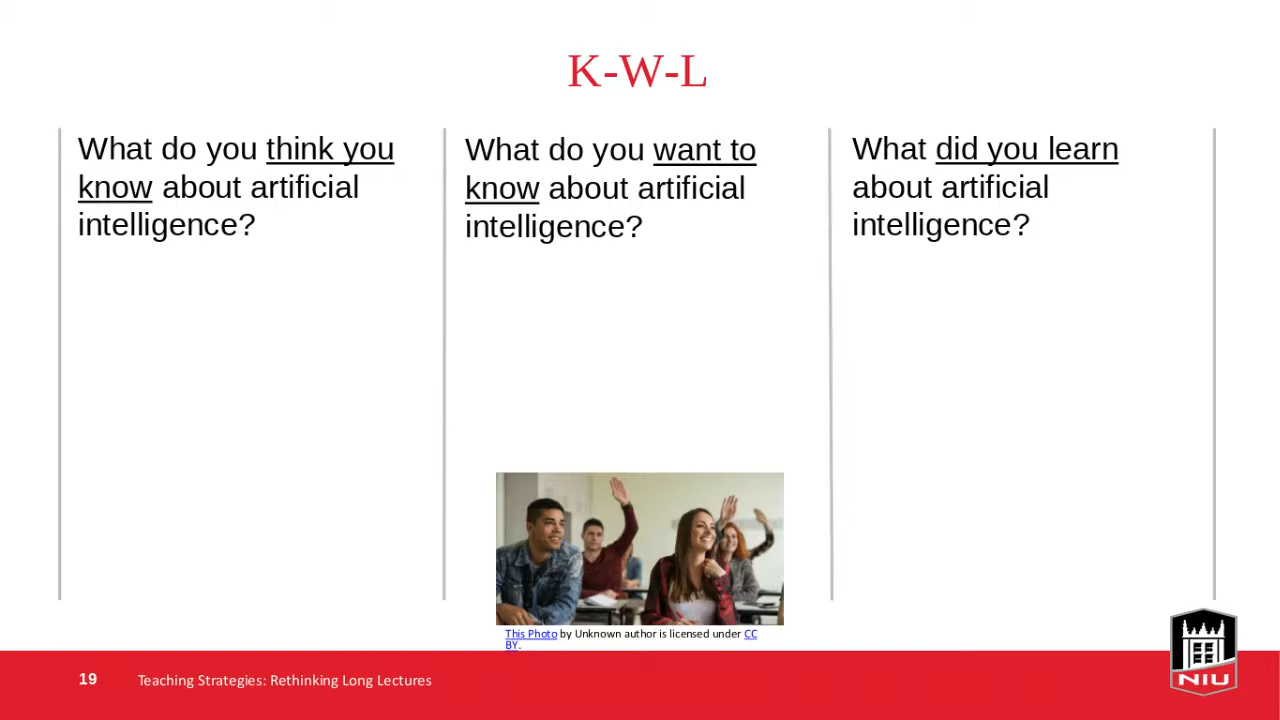 K-W-L
What do you think you
know about artificial
intelligence?
What do you want to
know about artificial
intelligence?
What did you learn
about artificial
intelligence?
This Photo by Unknown author is licensed under CC
BY.
19
Teaching Strategies: Rethinking Long Lectures
NIU